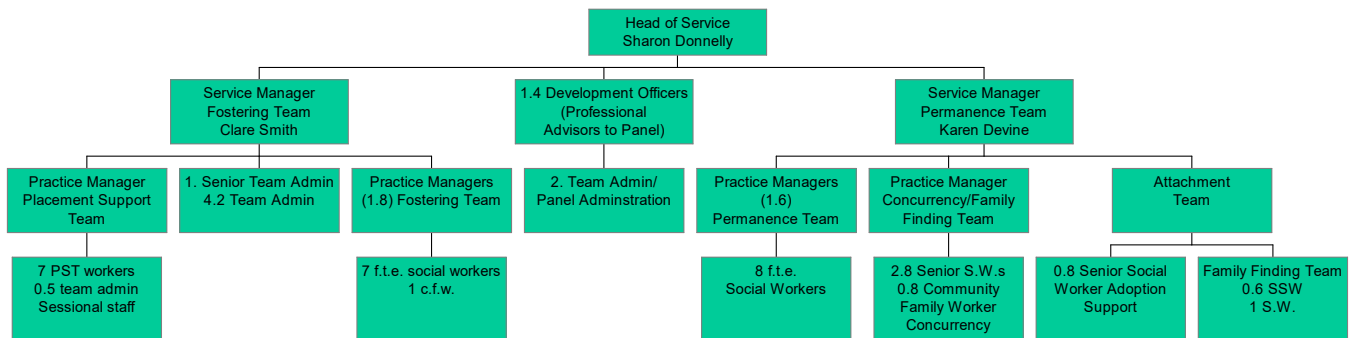 Head of Service
Sharon Donnelly
Service Manager
Fostering Team
Clare Smith
1.4 Development Officers
(Professional
Advisors to Panel)
Service Manager
Permanence Team
Karen Devine
Practice Manager
Placement Support
Team
1. Senior Team Admin
4.2 Team Admin
Practice Managers
(1.8) Fostering Team
2. Team Admin/
Panel Adminstration
Practice Managers
(1.6)
Permanence Team
Practice Manager
Concurrency/Family
Finding Team
Attachment
Team
7 PST workers
0.5 team admin
Sessional staff
7 f.t.e. social workers
1 c.f.w.
8 f.t.e.
Social Workers
2.8 Senior S.W.s
0.8 Community
Family Worker
Concurrency
0.8 Senior Social
Worker Adoption
Support
Family Finding Team
0.6 SSW
1 S.W.